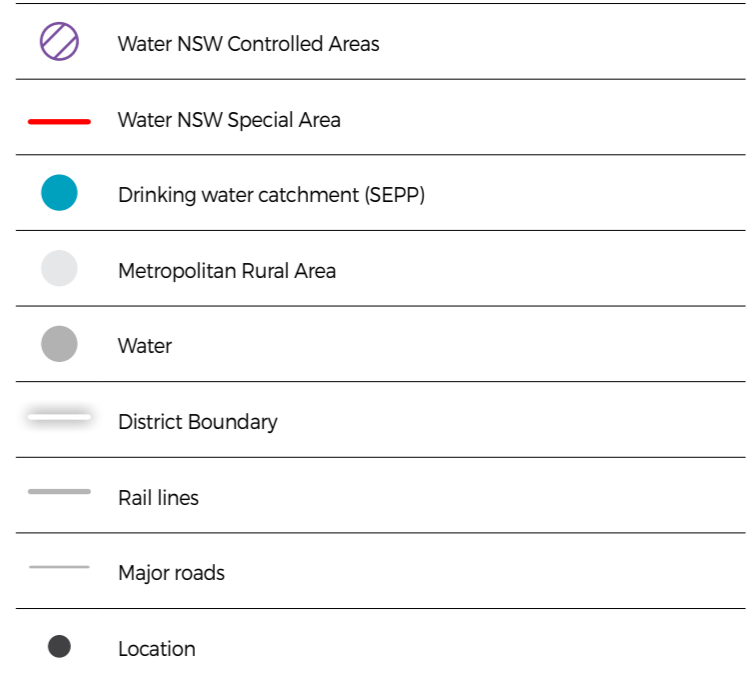 Water NSW Controlled Areas
Water NSW Special Area
Drinking water catchment (SEPP)
Metropolitan Rural Area
Water
District Boundary
Rail lines
Major roads
Location